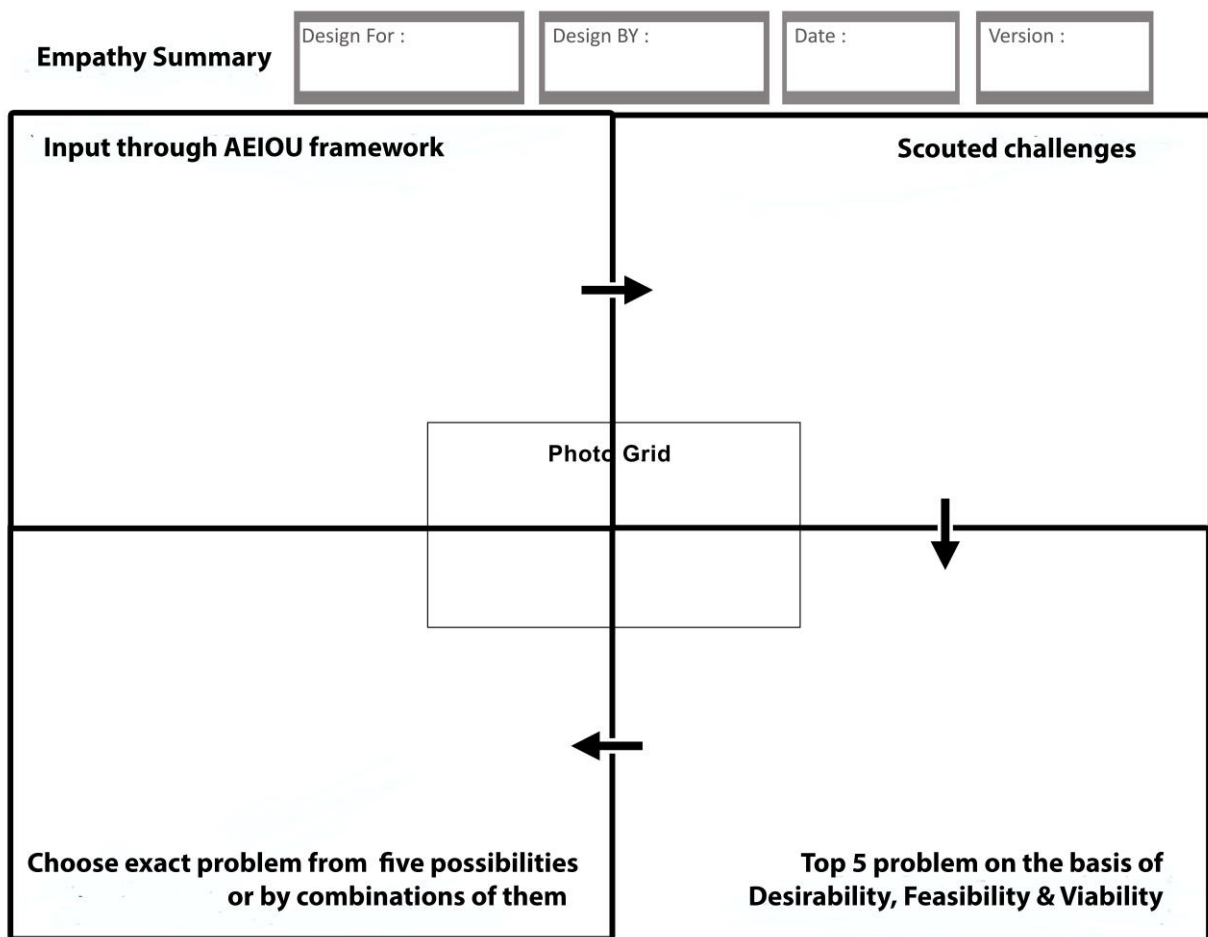 Empathy Summary
Design For :
Design BY :
Date :
Version :
Input through AEIOU framework
Scouted challenges
Photo Grid
Choose exact problem from five possibilities
or by combinations of them
Top 5 problem on the basis of
Desirability, Feasibility & Viability